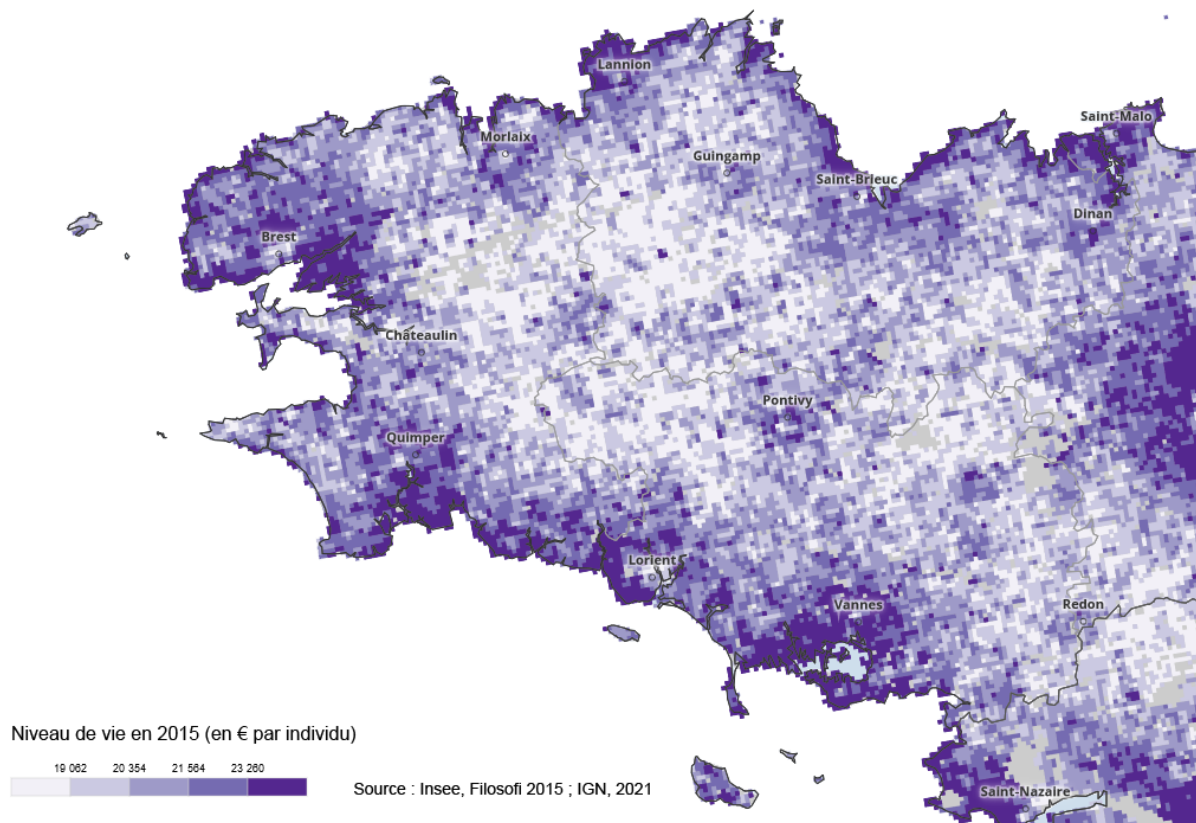 Lannion
Saint-Malo
Morlaix
Guingamp
Saint-Brieuc
Dinan
Brest
Châteaulin
Pontivy
Quimper
Lorient
Vannes
Redon
Niveau de vie en 2015 (en € par individu)
19 062 20 354 21 564 23 260
Source : Insee, Filosofi 2015 ; IGN, 2021
Saint-Nazaire